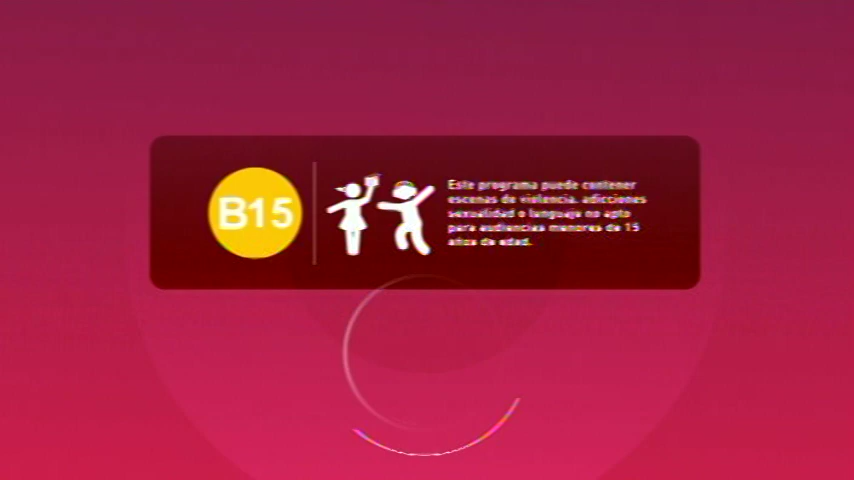 B15
Este programa puede contener
escenas de violencia, adicciones
sexualidad o lenguaje no apto
para audiencias menores de 15
años de edad.